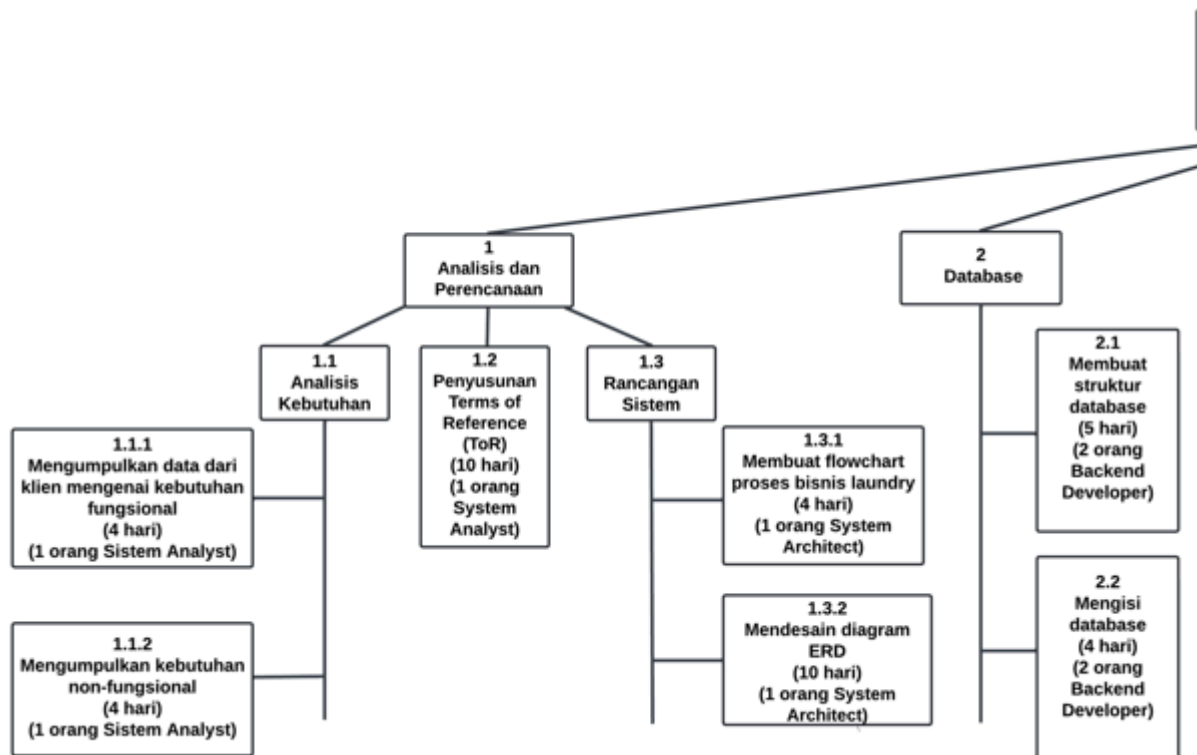 1
Analisis dan
Perencanaan
2
Database
1.1
Analisis
Kebutuhan
1.2
Penyusunan
Terms of
Reference
(ToR)
(10 hari)
(1 orang
System
Analyst)
1.3
Rancangan
Sistem
1.1.1
Mengumpulkan data dari
klien mengenai kebutuhan
fungsional
(4 hari)
(1 orang Sistem Analyst)
1.1.2
Mengumpulkan kebutuhan
non-fungsional
(4 hari)
(1 orang Sistem Analyst)
1.3.1
Membuat flowchart
proses bisnis laundry
(4 hari)
(1 orang System
Architect)
1.3.2
Mendesain diagram
ERD
(10 hari)
(1 orang System
Architect)
2.1
Membuat
struktur
database
(5 hari)
(2 orang
Backend
Developer)
2.2
Mengisi
database
(4 hari)
(2 orang
Backend
Developer)